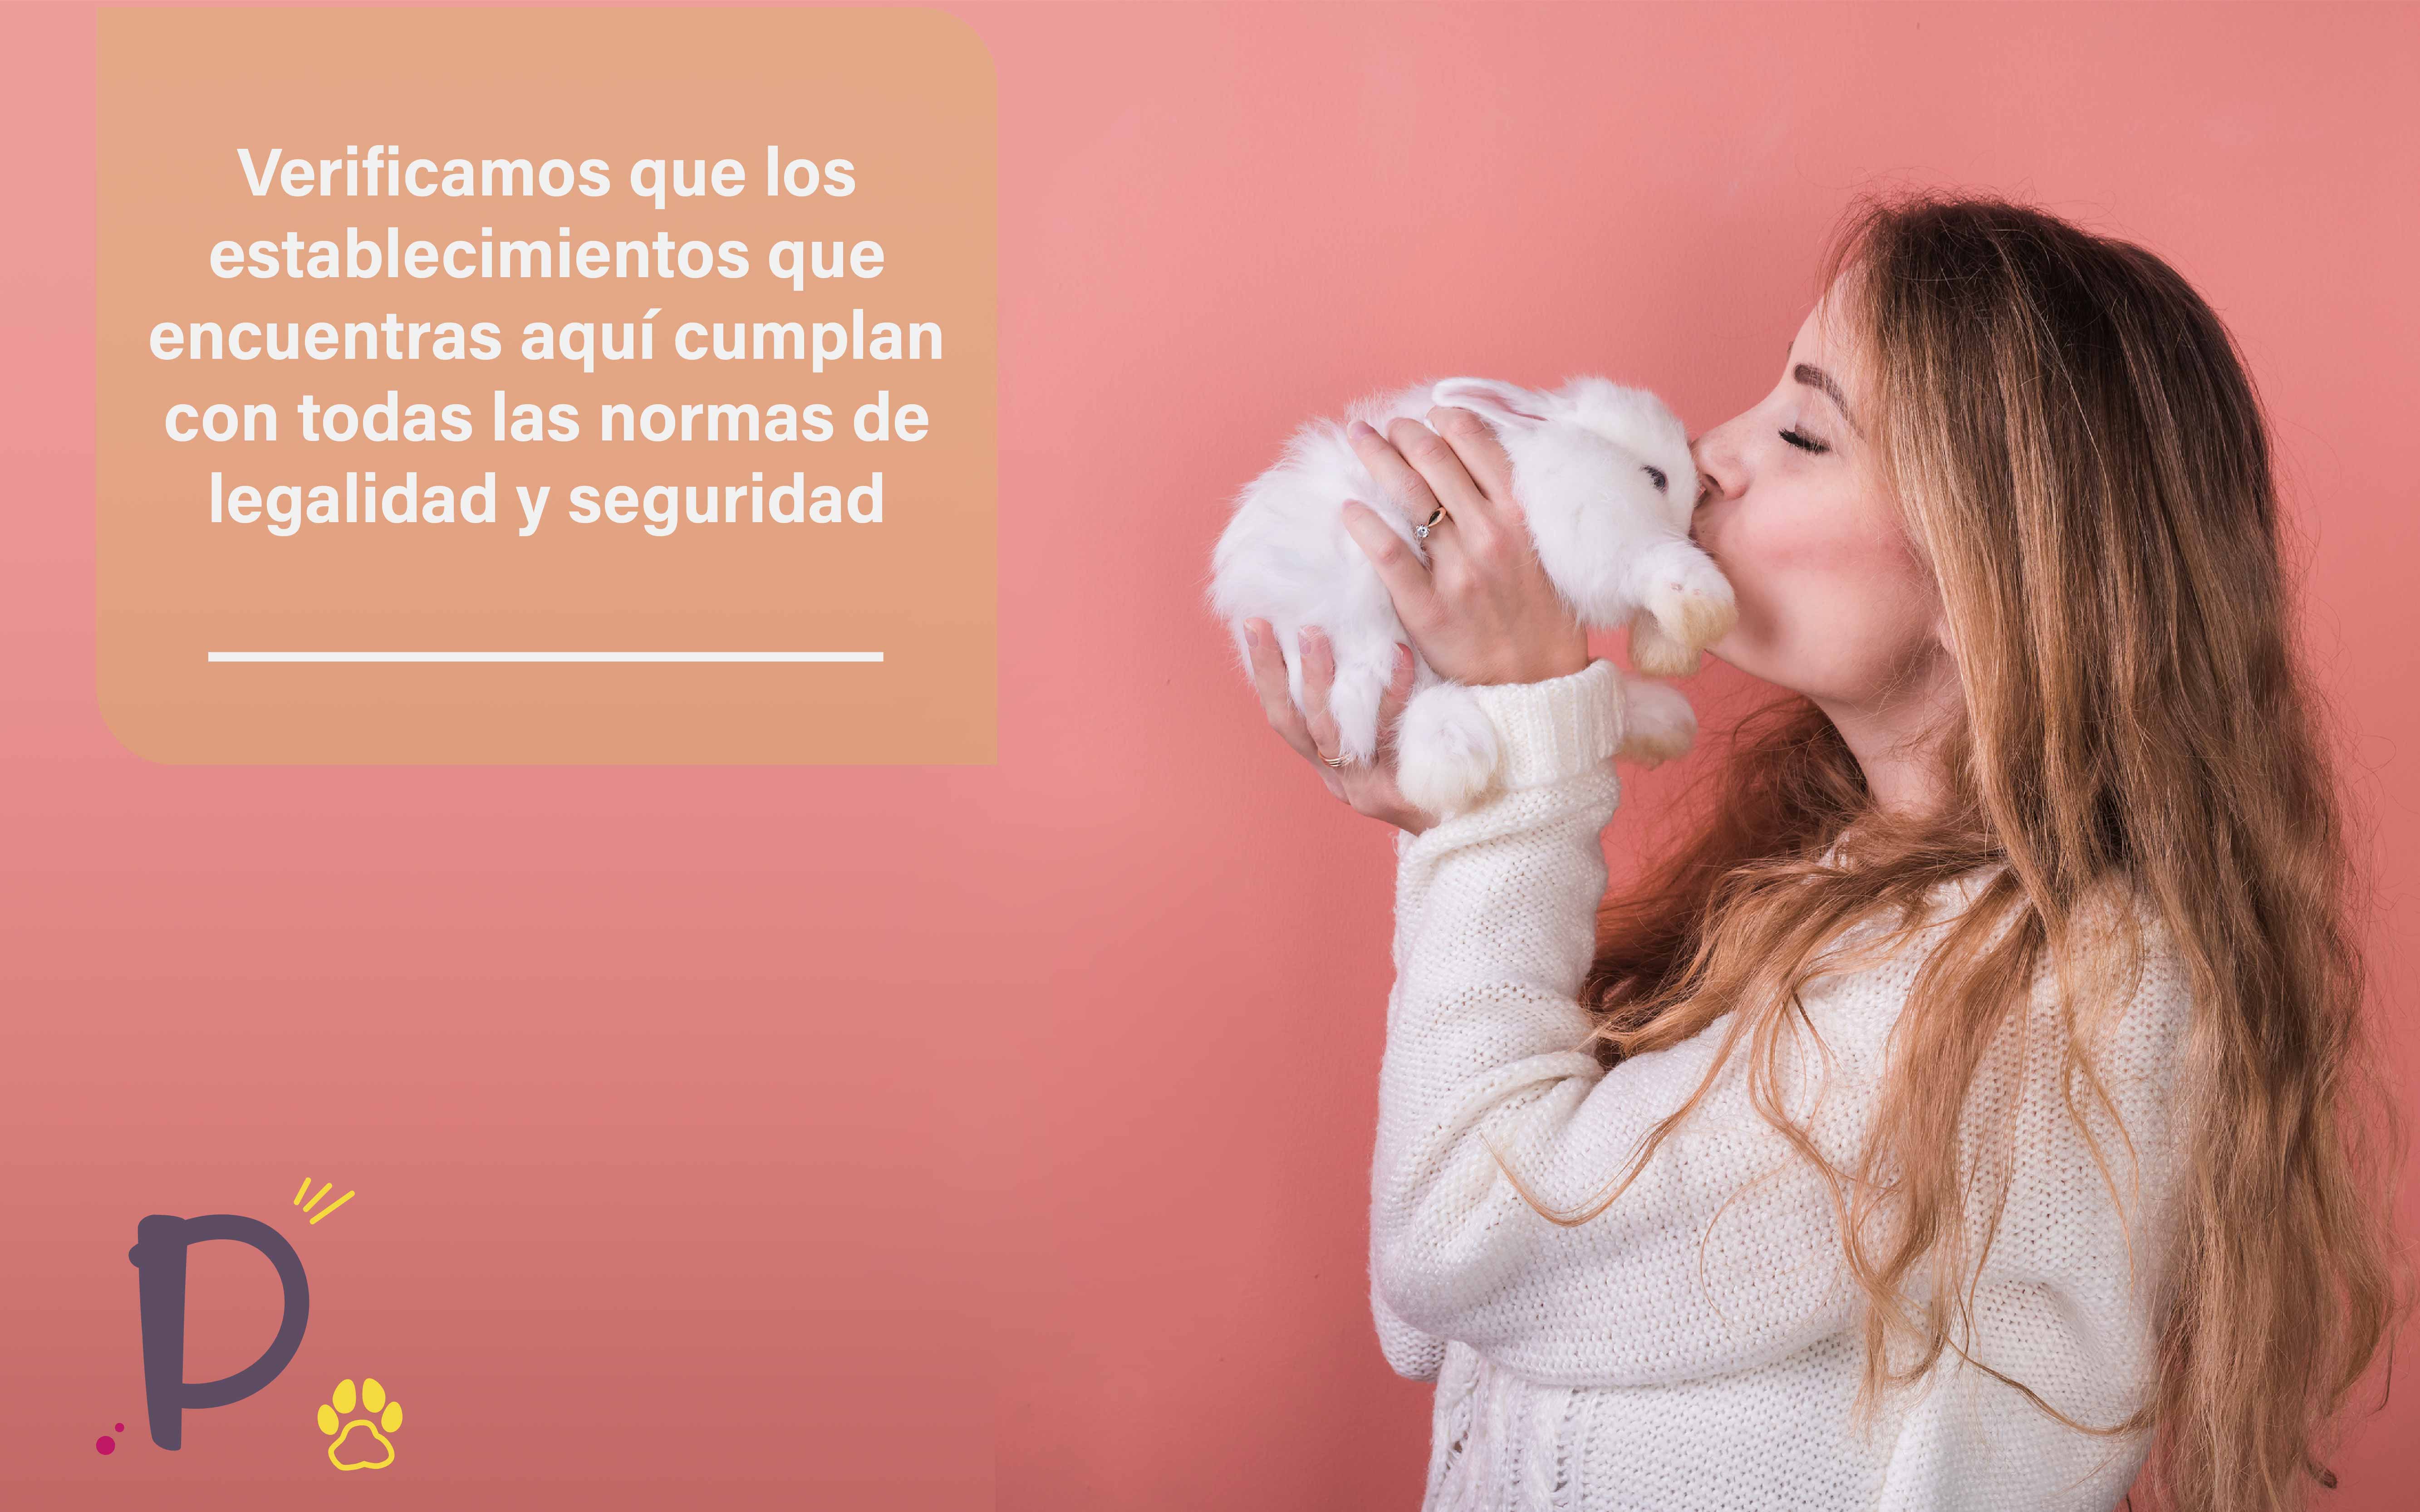 Verificamos que los
establecimientos que
encuentras aquí cumplan
con todas las normas de
legalidad y seguridad
P